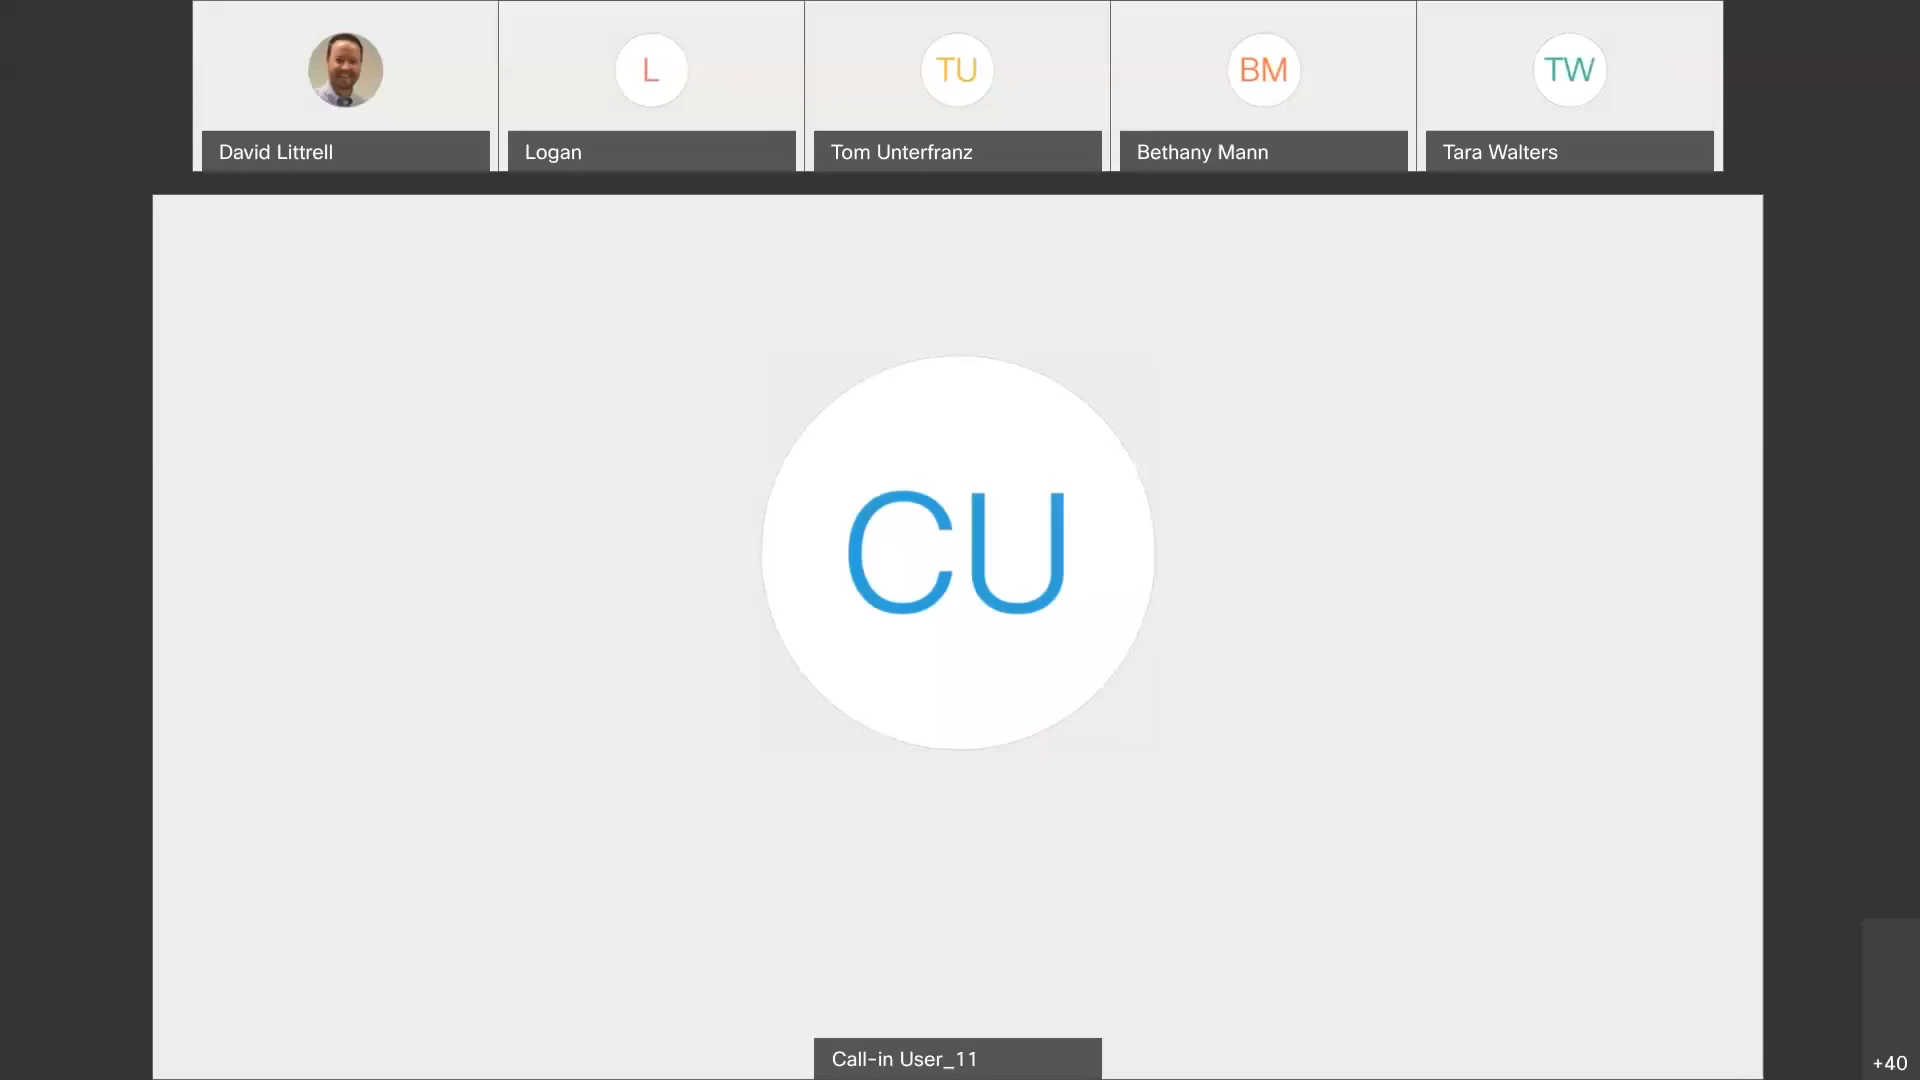 L
TU
BM
TW
David Littrell
Logan
Tom Unterfranz
Bethany Mann
Tara Walters
CU
Call-in User_11
+40